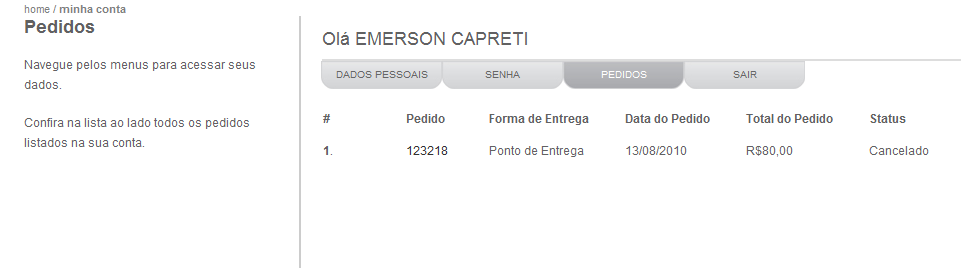 home / minha conta
Pedidos
Navegue pelos menus para acessar seus
dados.
Confira na lista ao lado todos os pedidos
listados na sua conta.
Olá EMERSON CAPRETI
DADOS PESSOAIS SENHA PEDIDOS SAIR
# Pedido Forma de Entrega Data do Pedido Total do Pedido Status
1. 123218 Ponto de Entrega 13/08/2010 R$80,00 Cancelado